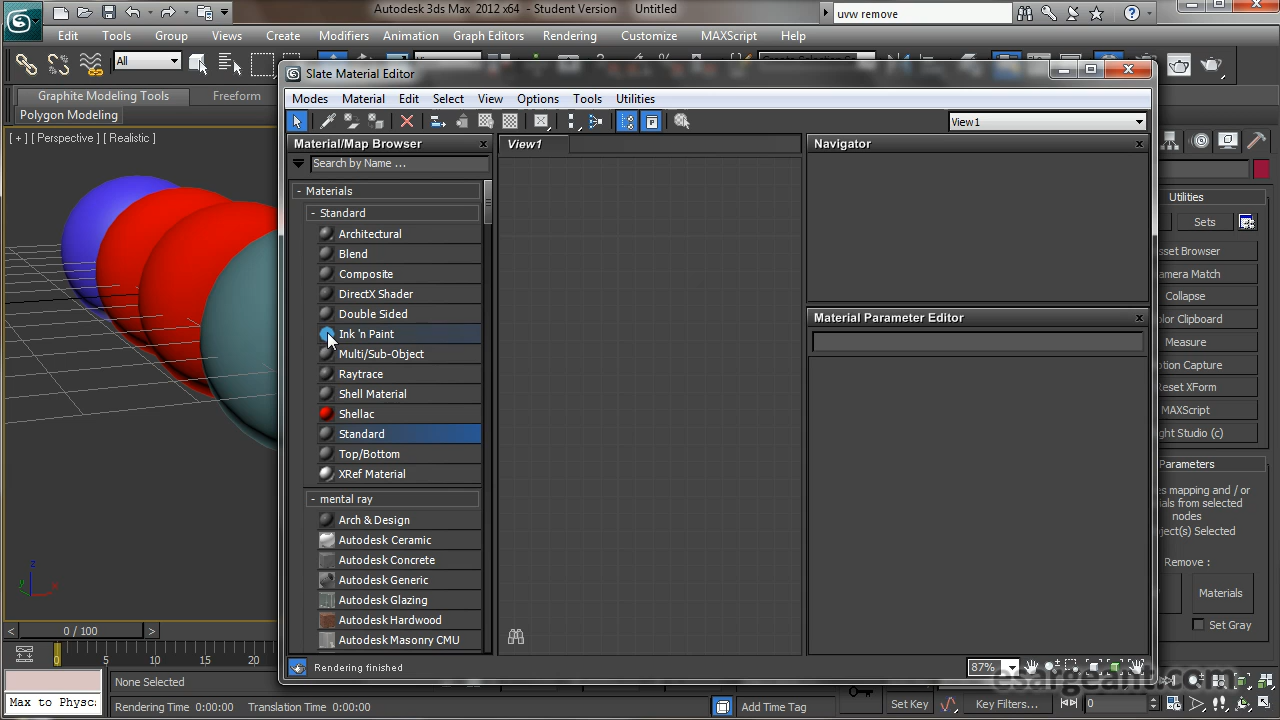 Autodesk 3ds Max 2012 x64 - Student Version Untitled
uvw remove
Edit Tools Group Views Create Modifiers Animation Graph Editors Rendering Customize MAXScript Help
All
Slate Material Editor
Graphite Modeling Tools Freeform
Polygon Modeling
Modes Material Edit Select View Options Tools Utilities
View1
[ + ] [ Perspective ] [ Realistic ]
Material/Map Browser
View1
Navigator
Search by Name ...
- Materials
- Standard
Architectural
Blend
Composite
DirectX Shader
Double Sided
Ink 'n Paint
Multi/Sub-Object
Raytrace
Shell Material
Shellac
Standard
Top/Bottom
XRef Material
- mental ray
Arch & Design
Autodesk Ceramic
Autodesk Concrete
Autodesk Generic
Autodesk Glazing
Autodesk Hardwood
Autodesk Masonry CMU
Material Parameter Editor
Utilities
Sets
sset Browser
amera Match
Collapse
Color Clipboard
Measure
otion Capture
Reset XForm
MAXScript
ght Studio (c)
Parameters
es mapping and / or
ials from selected
nodes
bject(s) Selected
Remove :
Materials
Set Gray
z
y
x
< 0 / 100 >
Rendering finished
87%
0 5 10 15 20
csargeant.com
None Selected
Max to Physc
Rendering Time 0:00:00 Translation Time 0:00:00
Add Time Tag
Set Key
Key Filters...
0